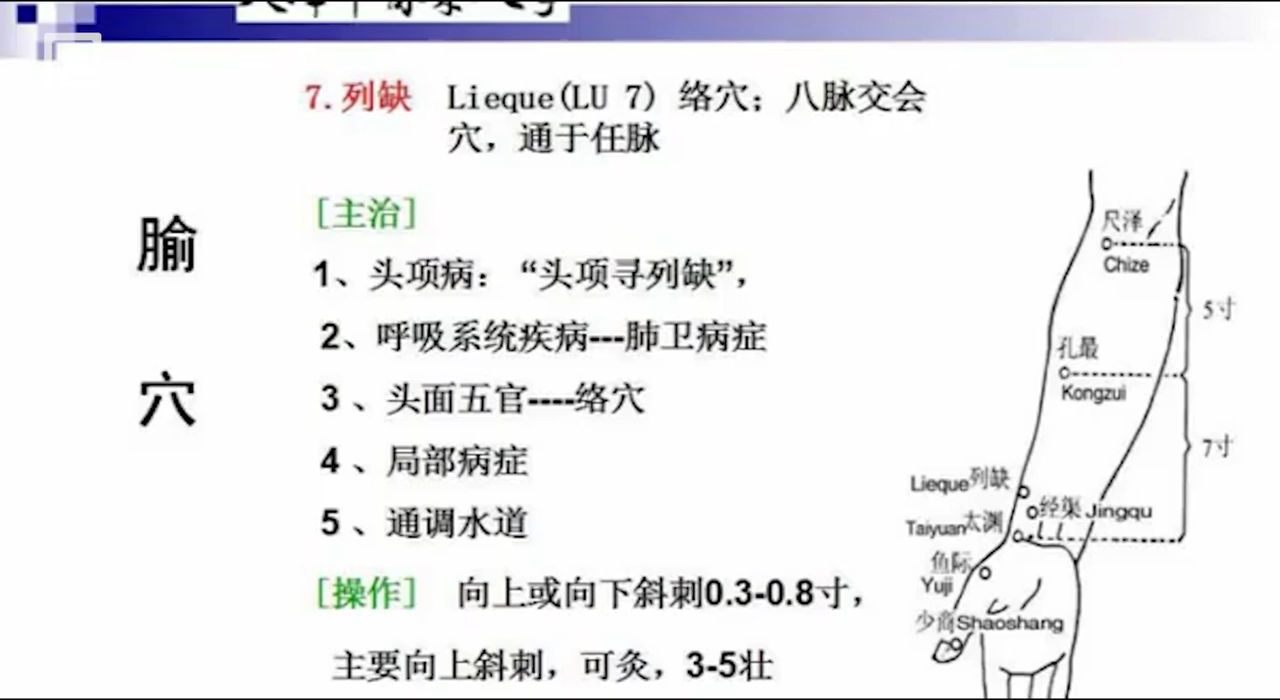 7.列缺 Lieque(LU 7) 络穴；八脉交会
穴，通于任脉
[主治]
腧
穴
1、头项病：“头项寻列缺”，
2、呼吸系统疾病---肺卫病症
3 、头面五官----络穴
4 、局部病症
5 、通调水道
[操作] 向上或向下斜刺0.3-0.8寸，
主要向上斜刺，可灸，3-5壮
尺泽
Chize
5寸
孔最
Kongzui
7寸
Lieque列缺
经渠Jingqu
Taiyuan太渊
鱼际
Yuji
少商Shaoshang